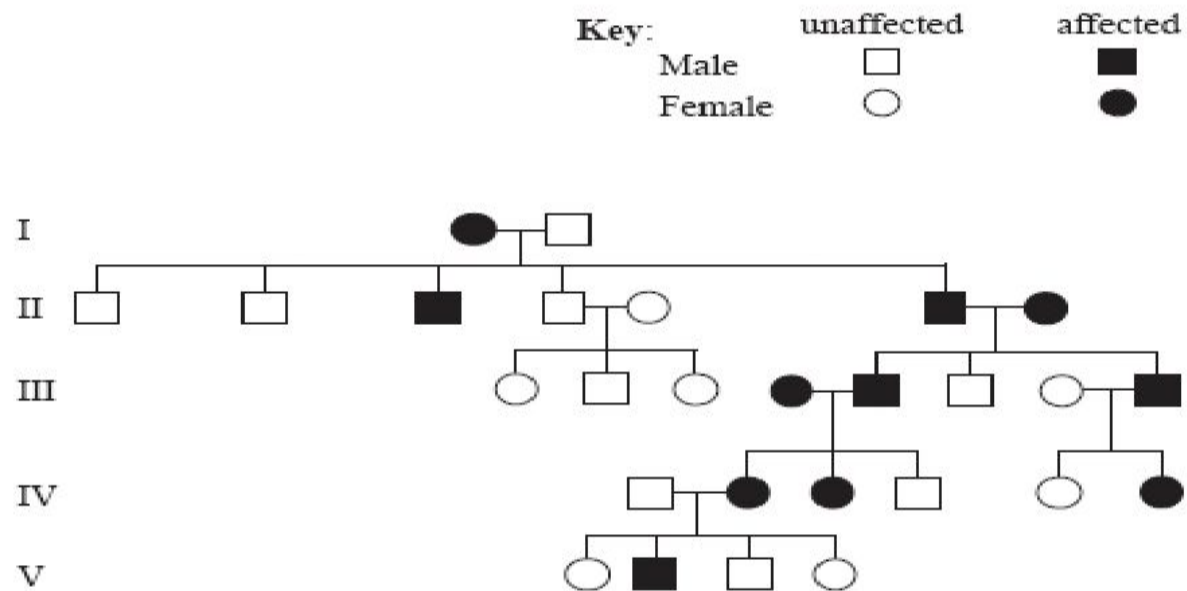 Key: unaffected affected
Male
Female
I
II
III
IV
V